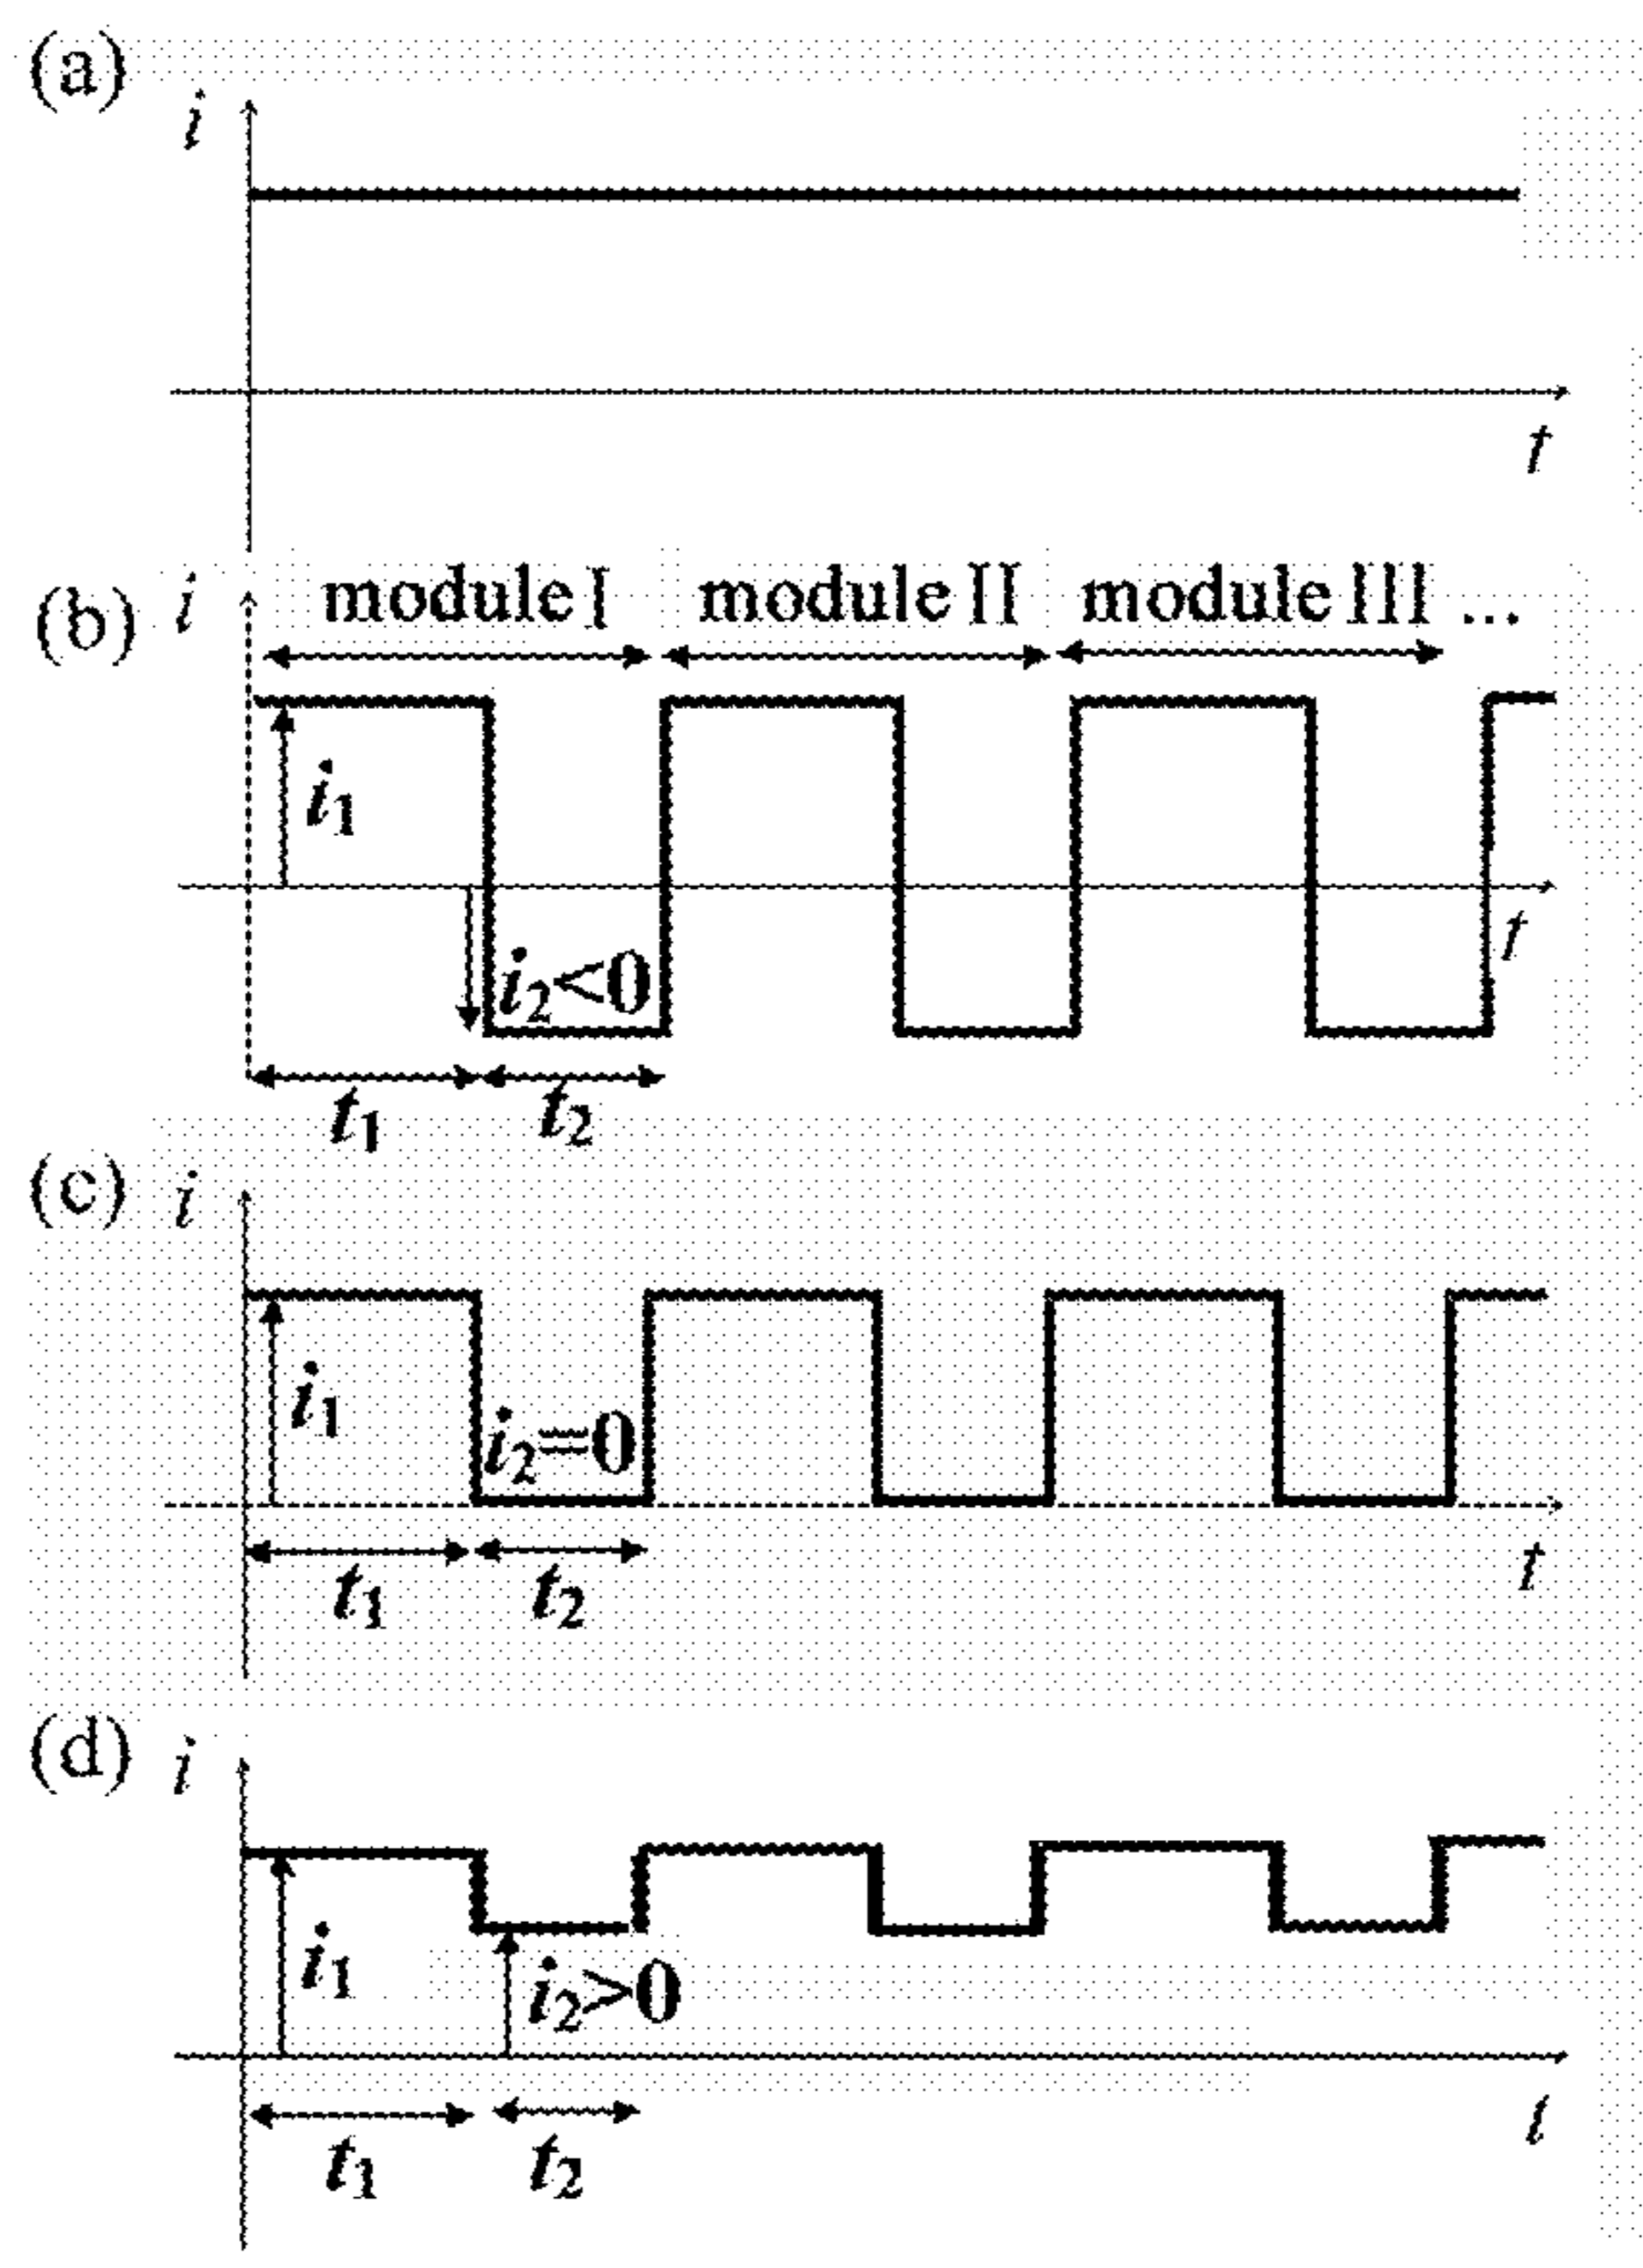 (a)
i
t
(b) i module I module II module III ...
i₁
t
i₂<0
t₁ t₂
(c) i
i₁
i₂=0
t
t₁ t₂
(d) i
i₁
i₂>0
t
t₁ t₂